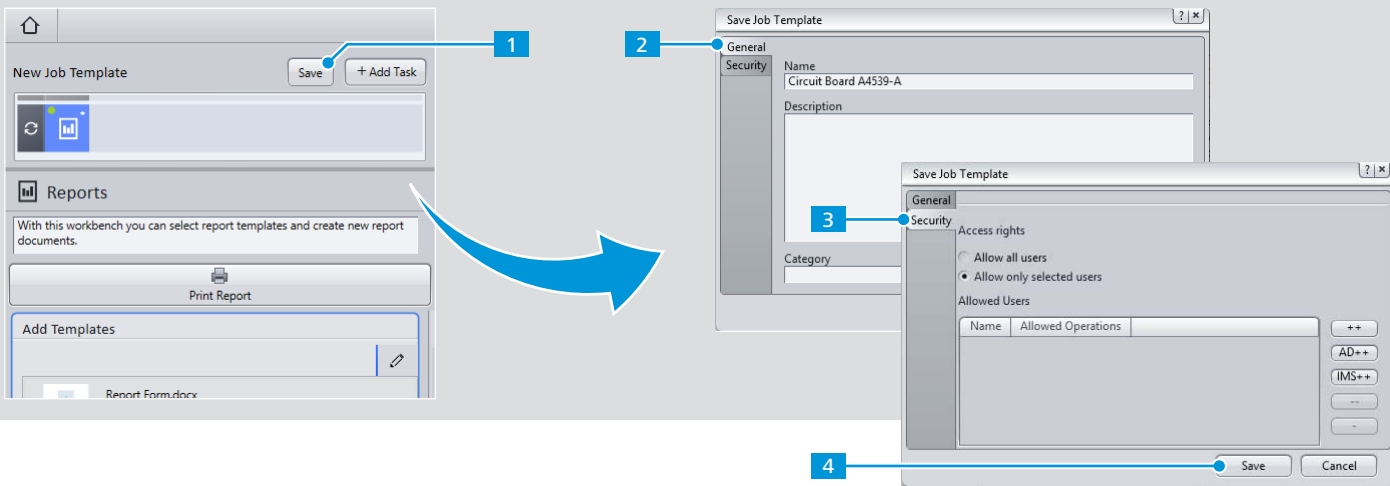 1
New Job Template
Save
+ Add Task
Reports
With this workbench you can select report templates and create new report
documents.
Print Report
Add Templates
Report Form.docx
2
Save Job Template
? ×
General
Security
Name
Circuit Board A4539-A
Description
Category
3
Save Job Template
? ×
General
Security
Access rights
Allow all users
Allow only selected users
Allowed Users
Name
Allowed Operations
++
AD++
IMS++
--
-
4
Save
Cancel